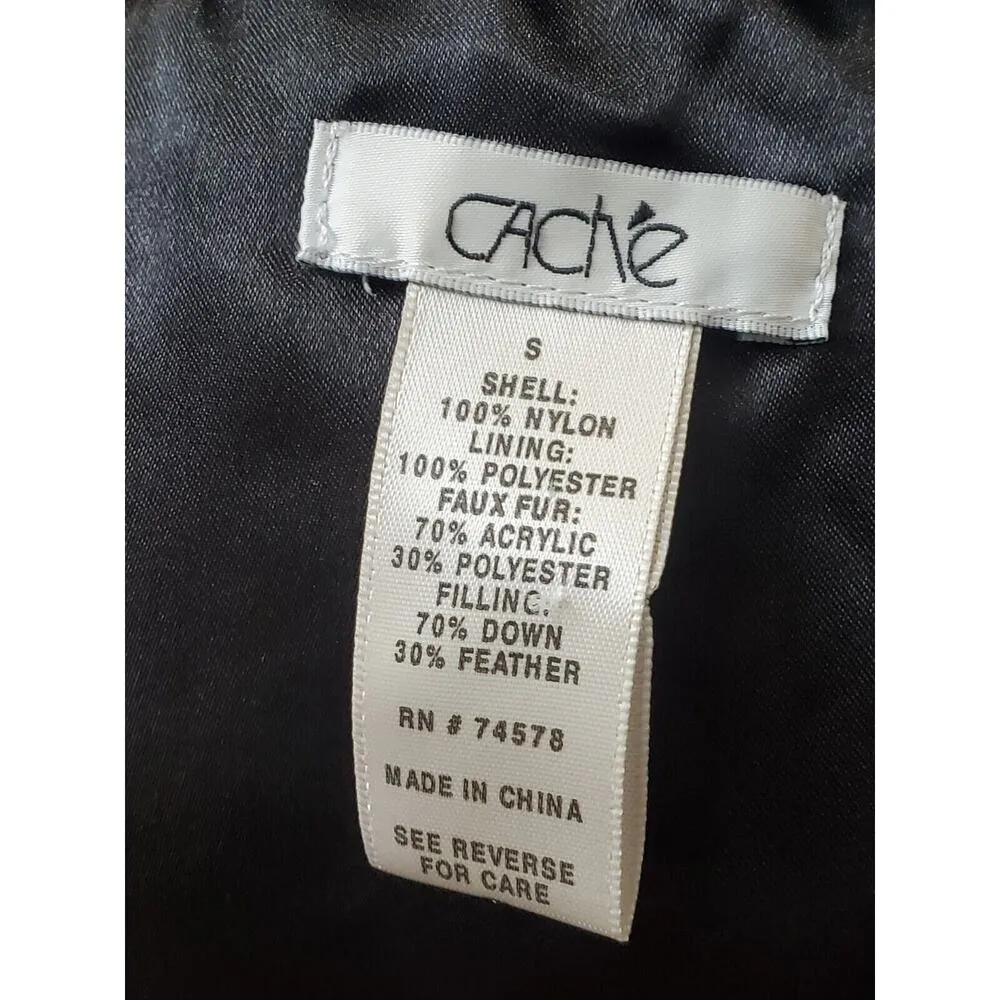 CACHÉ
S
SHELL:
100% NYLON
LINING:
100% POLYESTER
FAUX FUR:
70% ACRYLIC
30% POLYESTER
FILLING:
70% DOWN
30% FEATHER
RN # 74578
MADE IN CHINA
SEE REVERSE
FOR CARE